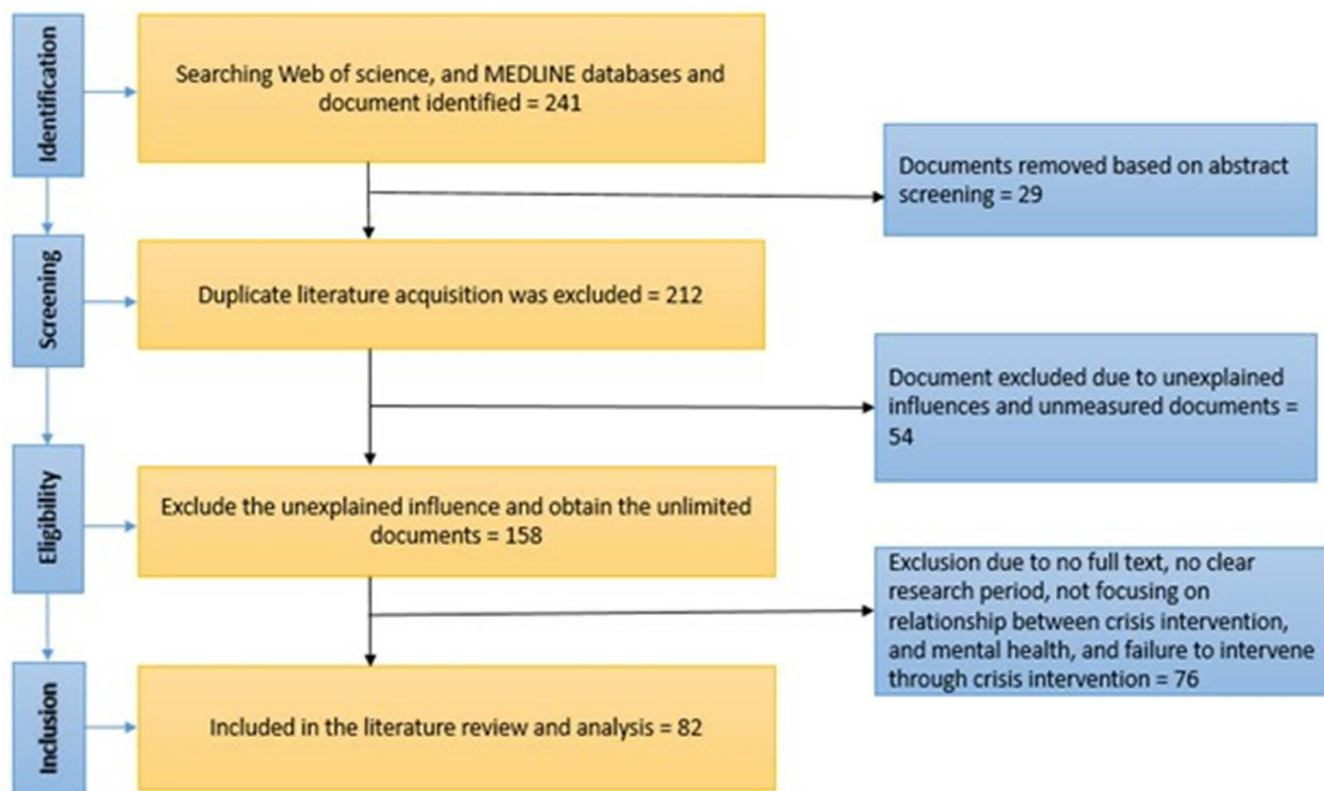 Identification
Searching Web of science, and MEDLINE databases and
document identified = 241
Documents removed based on abstract
screening = 29
Screening
Duplicate literature acquisition was excluded = 212
Document excluded due to unexplained
influences and unmeasured documents =
54
Eligibility
Exclude the unexplained influence and obtain the unlimited
documents = 158
Exclusion due to no full text, no clear
research period, not focusing on
relationship between crisis intervention,
and mental health, and failure to intervene
through crisis intervention = 76
Inclusion
Included in the literature review and analysis = 82